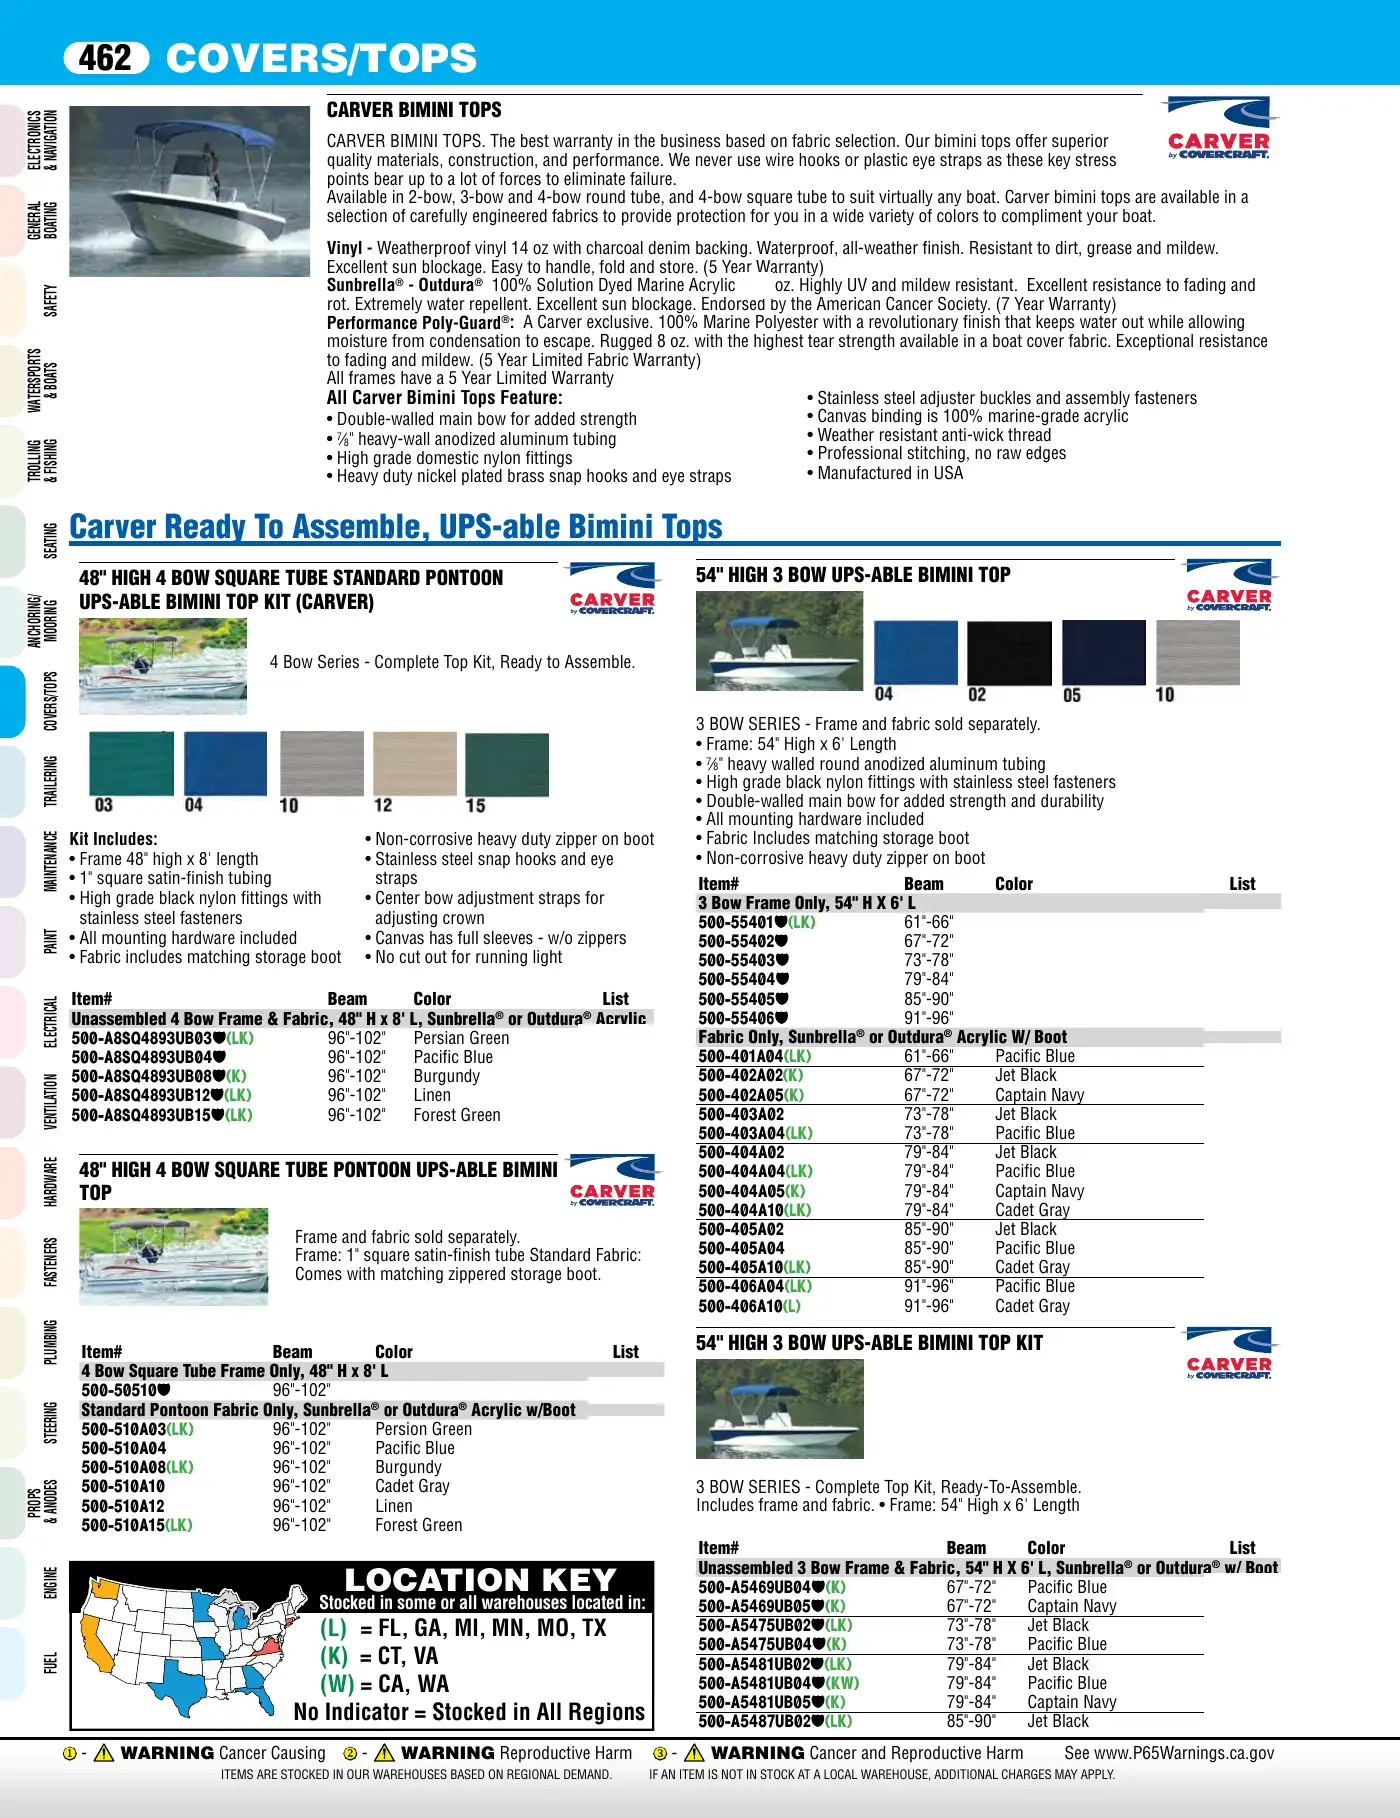 462 COVERS/TOPS
ELECTRONICS
& NAVIGATION
GENERAL
BOATING
SAFETY
WATERSPORTS
& BOATS
TROLLING
& FISHING
SEATING
ANCHORING/
MOORING
COVERS/TOPS
TRAILERING
MAINTENANCE
PAINT
ELECTRICAL
VENTILATION
HARDWARE
FASTENERS
PLUMBING
STEERING
PROPS
& ANODES
ENGINE
FUEL
CARVER BIMINI TOPS
CARVER
by COVERCRAFT.
CARVER BIMINI TOPS. The best warranty in the business based on fabric selection. Our bimini tops offer superior
quality materials, construction, and performance. We never use wire hooks or plastic eye straps as these key stress
points bear up to a lot of forces to eliminate failure.
Available in 2-bow, 3-bow and 4-bow round tube, and 4-bow square tube to suit virtually any boat. Carver bimini tops are available in a
selection of carefully engineered fabrics to provide protection for you in a wide variety of colors to compliment your boat.
Vinyl - Weatherproof vinyl 14 oz with charcoal denim backing. Waterproof, all-weather finish. Resistant to dirt, grease and mildew.
Excellent sun blockage. Easy to handle, fold and store. (5 Year Warranty)
Sunbrella® - Outdura® 100% Solution Dyed Marine Acrylic oz. Highly UV and mildew resistant. Excellent resistance to fading and
rot. Extremely water repellent. Excellent sun blockage. Endorsed by the American Cancer Society. (7 Year Warranty)
Performance Poly-Guard®: A Carver exclusive. 100% Marine Polyester with a revolutionary finish that keeps water out while allowing
moisture from condensation to escape. Rugged 8 oz. with the highest tear strength available in a boat cover fabric. Exceptional resistance
to fading and mildew. (5 Year Limited Fabric Warranty)
All frames have a 5 Year Limited Warranty
All Carver Bimini Tops Feature:
• Double-walled main bow for added strength
• ⅞" heavy-wall anodized aluminum tubing
• High grade domestic nylon fittings
• Heavy duty nickel plated brass snap hooks and eye straps
• Stainless steel adjuster buckles and assembly fasteners
• Canvas binding is 100% marine-grade acrylic
• Weather resistant anti-wick thread
• Professional stitching, no raw edges
• Manufactured in USA
Carver Ready To Assemble, UPS-able Bimini Tops
48" HIGH 4 BOW SQUARE TUBE STANDARD PONTOON
UPS-ABLE BIMINI TOP KIT (CARVER)
CARVER
by COVERCRAFT.
4 Bow Series - Complete Top Kit, Ready to Assemble.
03 04 10 12 15
Kit Includes:
• Frame 48" high x 8' length
• 1" square satin-finish tubing
• High grade black nylon fittings with
stainless steel fasteners
• All mounting hardware included
• Fabric includes matching storage boot
• Non-corrosive heavy duty zipper on boot
• Stainless steel snap hooks and eye
straps
• Center bow adjustment straps for
adjusting crown
• Canvas has full sleeves - w/o zippers
• No cut out for running light
Item# Beam Color List
Unassembled 4 Bow Frame & Fabric, 48" H x 8' L, Sunbrella® or Outdura® Acrylic
500-A8SQ4893UB03(LK) 96"-102" Persian Green
500-A8SQ4893UB04 96"-102" Pacific Blue
500-A8SQ4893UB08(K) 96"-102" Burgundy
500-A8SQ4893UB12(LK) 96"-102" Linen
500-A8SQ4893UB15(LK) 96"-102" Forest Green
48" HIGH 4 BOW SQUARE TUBE PONTOON UPS-ABLE BIMINI
TOP
CARVER
by COVERCRAFT.
Frame and fabric sold separately.
Frame: 1" square satin-finish tube Standard Fabric:
Comes with matching zippered storage boot.
Item# Beam Color List
4 Bow Square Tube Frame Only, 48" H x 8' L
500-50510 96"-102"
Standard Pontoon Fabric Only, Sunbrella® or Outdura® Acrylic w/Boot
500-510A03(LK) 96"-102" Persion Green
500-510A04 96"-102" Pacific Blue
500-510A08(LK) 96"-102" Burgundy
500-510A10 96"-102" Cadet Gray
500-510A12 96"-102" Linen
500-510A15(LK) 96"-102" Forest Green
LOCATION KEY
Stocked in some or all warehouses located in:
(L) = FL, GA, MI, MN, MO, TX
(K) = CT, VA
(W) = CA, WA
No Indicator = Stocked in All Regions
54" HIGH 3 BOW UPS-ABLE BIMINI TOP
CARVER
by COVERCRAFT.
04 02 05 10
3 BOW SERIES - Frame and fabric sold separately.
• Frame: 54" High x 6' Length
• ⅞" heavy walled round anodized aluminum tubing
• High grade black nylon fittings with stainless steel fasteners
• Double-walled main bow for added strength and durability
• All mounting hardware included
• Fabric Includes matching storage boot
• Non-corrosive heavy duty zipper on boot
Item# Beam Color List
3 Bow Frame Only, 54" H X 6' L
500-55401(LK) 61"-66"
500-55402 67"-72"
500-55403 73"-78"
500-55404 79"-84"
500-55405 85"-90"
500-55406 91"-96"
Fabric Only, Sunbrella® or Outdura® Acrylic W/ Boot
500-401A04(LK) 61"-66" Pacific Blue
500-402A02(K) 67"-72" Jet Black
500-402A05(K) 67"-72" Captain Navy
500-403A02 73"-78" Jet Black
500-403A04(LK) 73"-78" Pacific Blue
500-404A02 79"-84" Jet Black
500-404A04(LK) 79"-84" Pacific Blue
500-404A05(K) 79"-84" Captain Navy
500-404A10(LK) 79"-84" Cadet Gray
500-405A02 85"-90" Jet Black
500-405A04 85"-90" Pacific Blue
500-405A10(LK) 85"-90" Cadet Gray
500-406A04(LK) 91"-96" Pacific Blue
500-406A10(L) 91"-96" Cadet Gray
54" HIGH 3 BOW UPS-ABLE BIMINI TOP KIT
CARVER
by COVERCRAFT.
3 BOW SERIES - Complete Top Kit, Ready-To-Assemble.
Includes frame and fabric. • Frame: 54" High x 6' Length
Item# Beam Color List
Unassembled 3 Bow Frame & Fabric, 54" H X 6' L, Sunbrella® or Outdura® w/ Boot
500-A5469UB04(K) 67"-72" Pacific Blue
500-A5469UB05(K) 67"-72" Captain Navy
500-A5475UB02(LK) 73"-78" Jet Black
500-A5475UB04(K) 73"-78" Pacific Blue
500-A5481UB02(LK) 79"-84" Jet Black
500-A5481UB04(KW) 79"-84" Pacific Blue
500-A5481UB05(K) 79"-84" Captain Navy
500-A5487UB02(LK) 85"-90" Jet Black
1 - WARNING Cancer Causing 2 - WARNING Reproductive Harm 3 - WARNING Cancer and Reproductive Harm See www.P65Warnings.ca.gov
ITEMS ARE STOCKED IN OUR WAREHOUSES BASED ON REGIONAL DEMAND. IF AN ITEM IS NOT IN STOCK AT A LOCAL WAREHOUSE, ADDITIONAL CHARGES MAY APPLY.